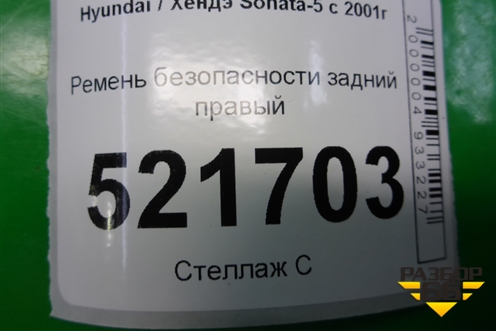 Hyundai / Хендэ Sonata-5 с 2001г
Ремень безопасности задний
правый
521703
Стеллаж С
2000004933227
РАЗБОР